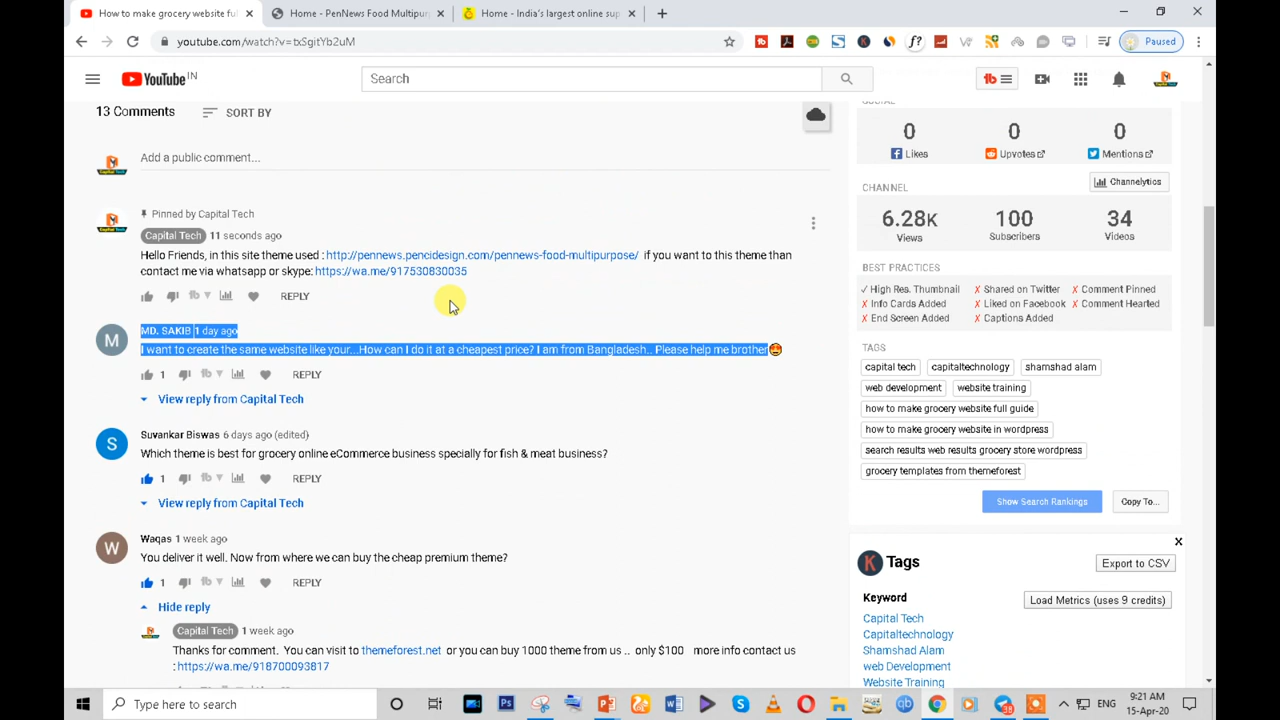 How to make grocery website ful
Home - PenNews Food Multipur
Home - India's largest online sup
youtube.com/watch?v=txSgitYb2uM
Paused
YouTube IN
Search
13 Comments
SORT BY
Add a public comment...
Pinned by Capital Tech
Capital Tech 11 seconds ago
Hello Friends, in this site theme used : http://pennews.pencidesign.com/pennews-food-multipurpose/ if you want to this theme than
contact me via whatsapp or skype: https://wa.me/917530830035
REPLY
M
MD. SAKIB 1 day ago
I want to create the same website like your...How can I do it at a cheapest price? I am from Bangladesh.. Please help me brother
1
REPLY
View reply from Capital Tech
S
Suvankar Biswas 6 days ago (edited)
Which theme is best for grocery online eCommerce business specially for fish & meat business?
1
REPLY
View reply from Capital Tech
W
Waqas 1 week ago
You deliver it well. Now from where we can buy the cheap premium theme?
1
REPLY
Hide reply
Capital Tech 1 week ago
Thanks for comment. You can visit to themeforest.net or you can buy 1000 theme from us .. only $100 more info contact us
: https://wa.me/918700093817
SOCIAL
0 0 0
Likes Upvotes Mentions
CHANNEL
Channelytics
6.28K 100 34
Views Subscribers Videos
BEST PRACTICES
✓ High Res. Thumbnail ✗ Shared on Twitter ✗ Comment Pinned
✗ Info Cards Added ✗ Liked on Facebook ✗ Comment Hearted
✗ End Screen Added ✗ Captions Added
TAGS
capital tech capitaltechnology shamshad alam
web development website training
how to make grocery website full guide
how to make grocery website in wordpress
search results web results grocery store wordpress
grocery templates from themeforest
Show Search Rankings Copy To...
x
K Tags
Export to CSV
Keyword
Load Metrics (uses 9 credits)
Capital Tech
Capitaltechnology
Shamshad Alam
web Development
Website Training
Type here to search
ENG
9:21 AM
15-Apr-20